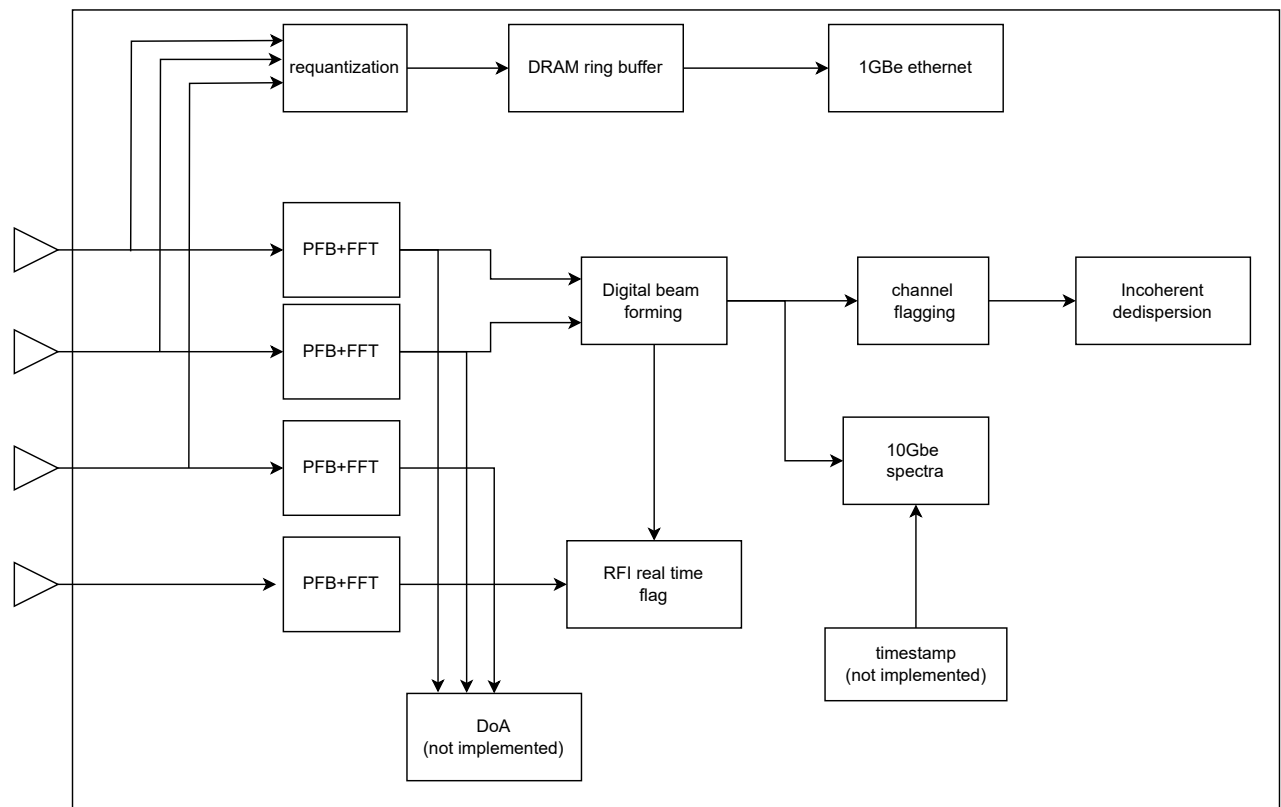 requantization
DRAM ring buffer
1GBe ethernet
PFB+FFT
PFB+FFT
PFB+FFT
PFB+FFT
Digital beam
forming
channel
flagging
Incoherent
dedispersion
10Gbe
spectra
RFI real time
flag
timestamp
(not implemented)
DoA
(not implemented)